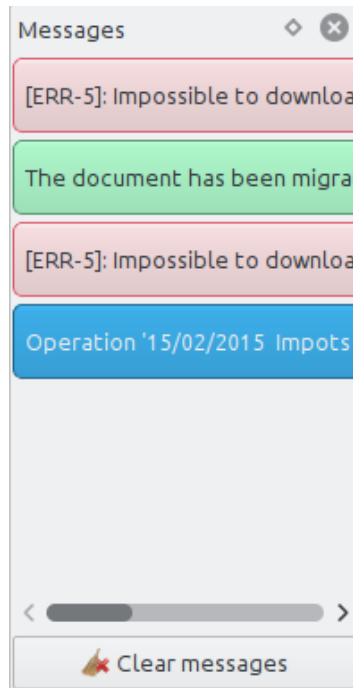 Messages
[ERR-5]: Impossible to downloa
The document has been migra
[ERR-5]: Impossible to downloa
Operation '15/02/2015 Impots
Clear messages